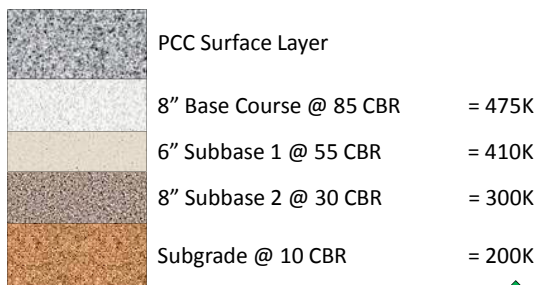 PCC Surface Layer
8” Base Course @ 85 CBR = 475K
6” Subbase 1 @ 55 CBR = 410K
8” Subbase 2 @ 30 CBR = 300K
Subgrade @ 10 CBR = 200K